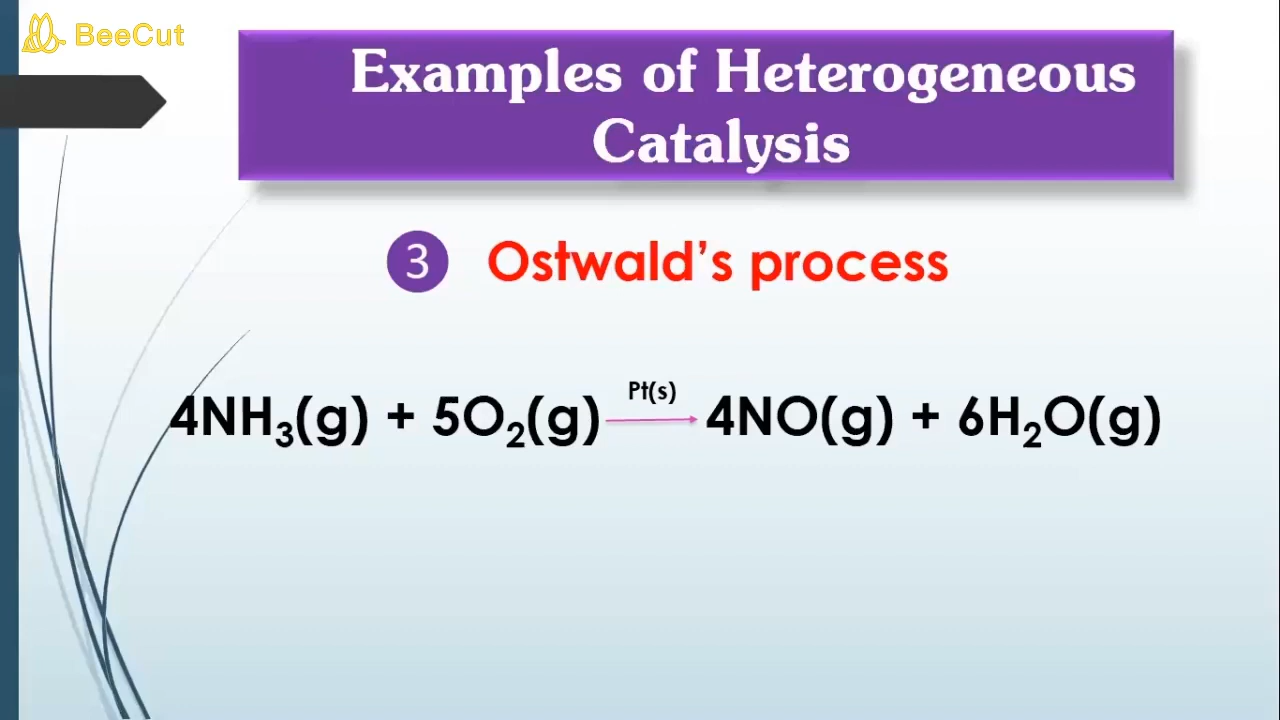 BeeCut
Examples of Heterogeneous
Catalysis
3 Ostwald’s process
Pt(s)
4NH₃(g) + 5O₂(g) → 4NO(g) + 6H₂O(g)